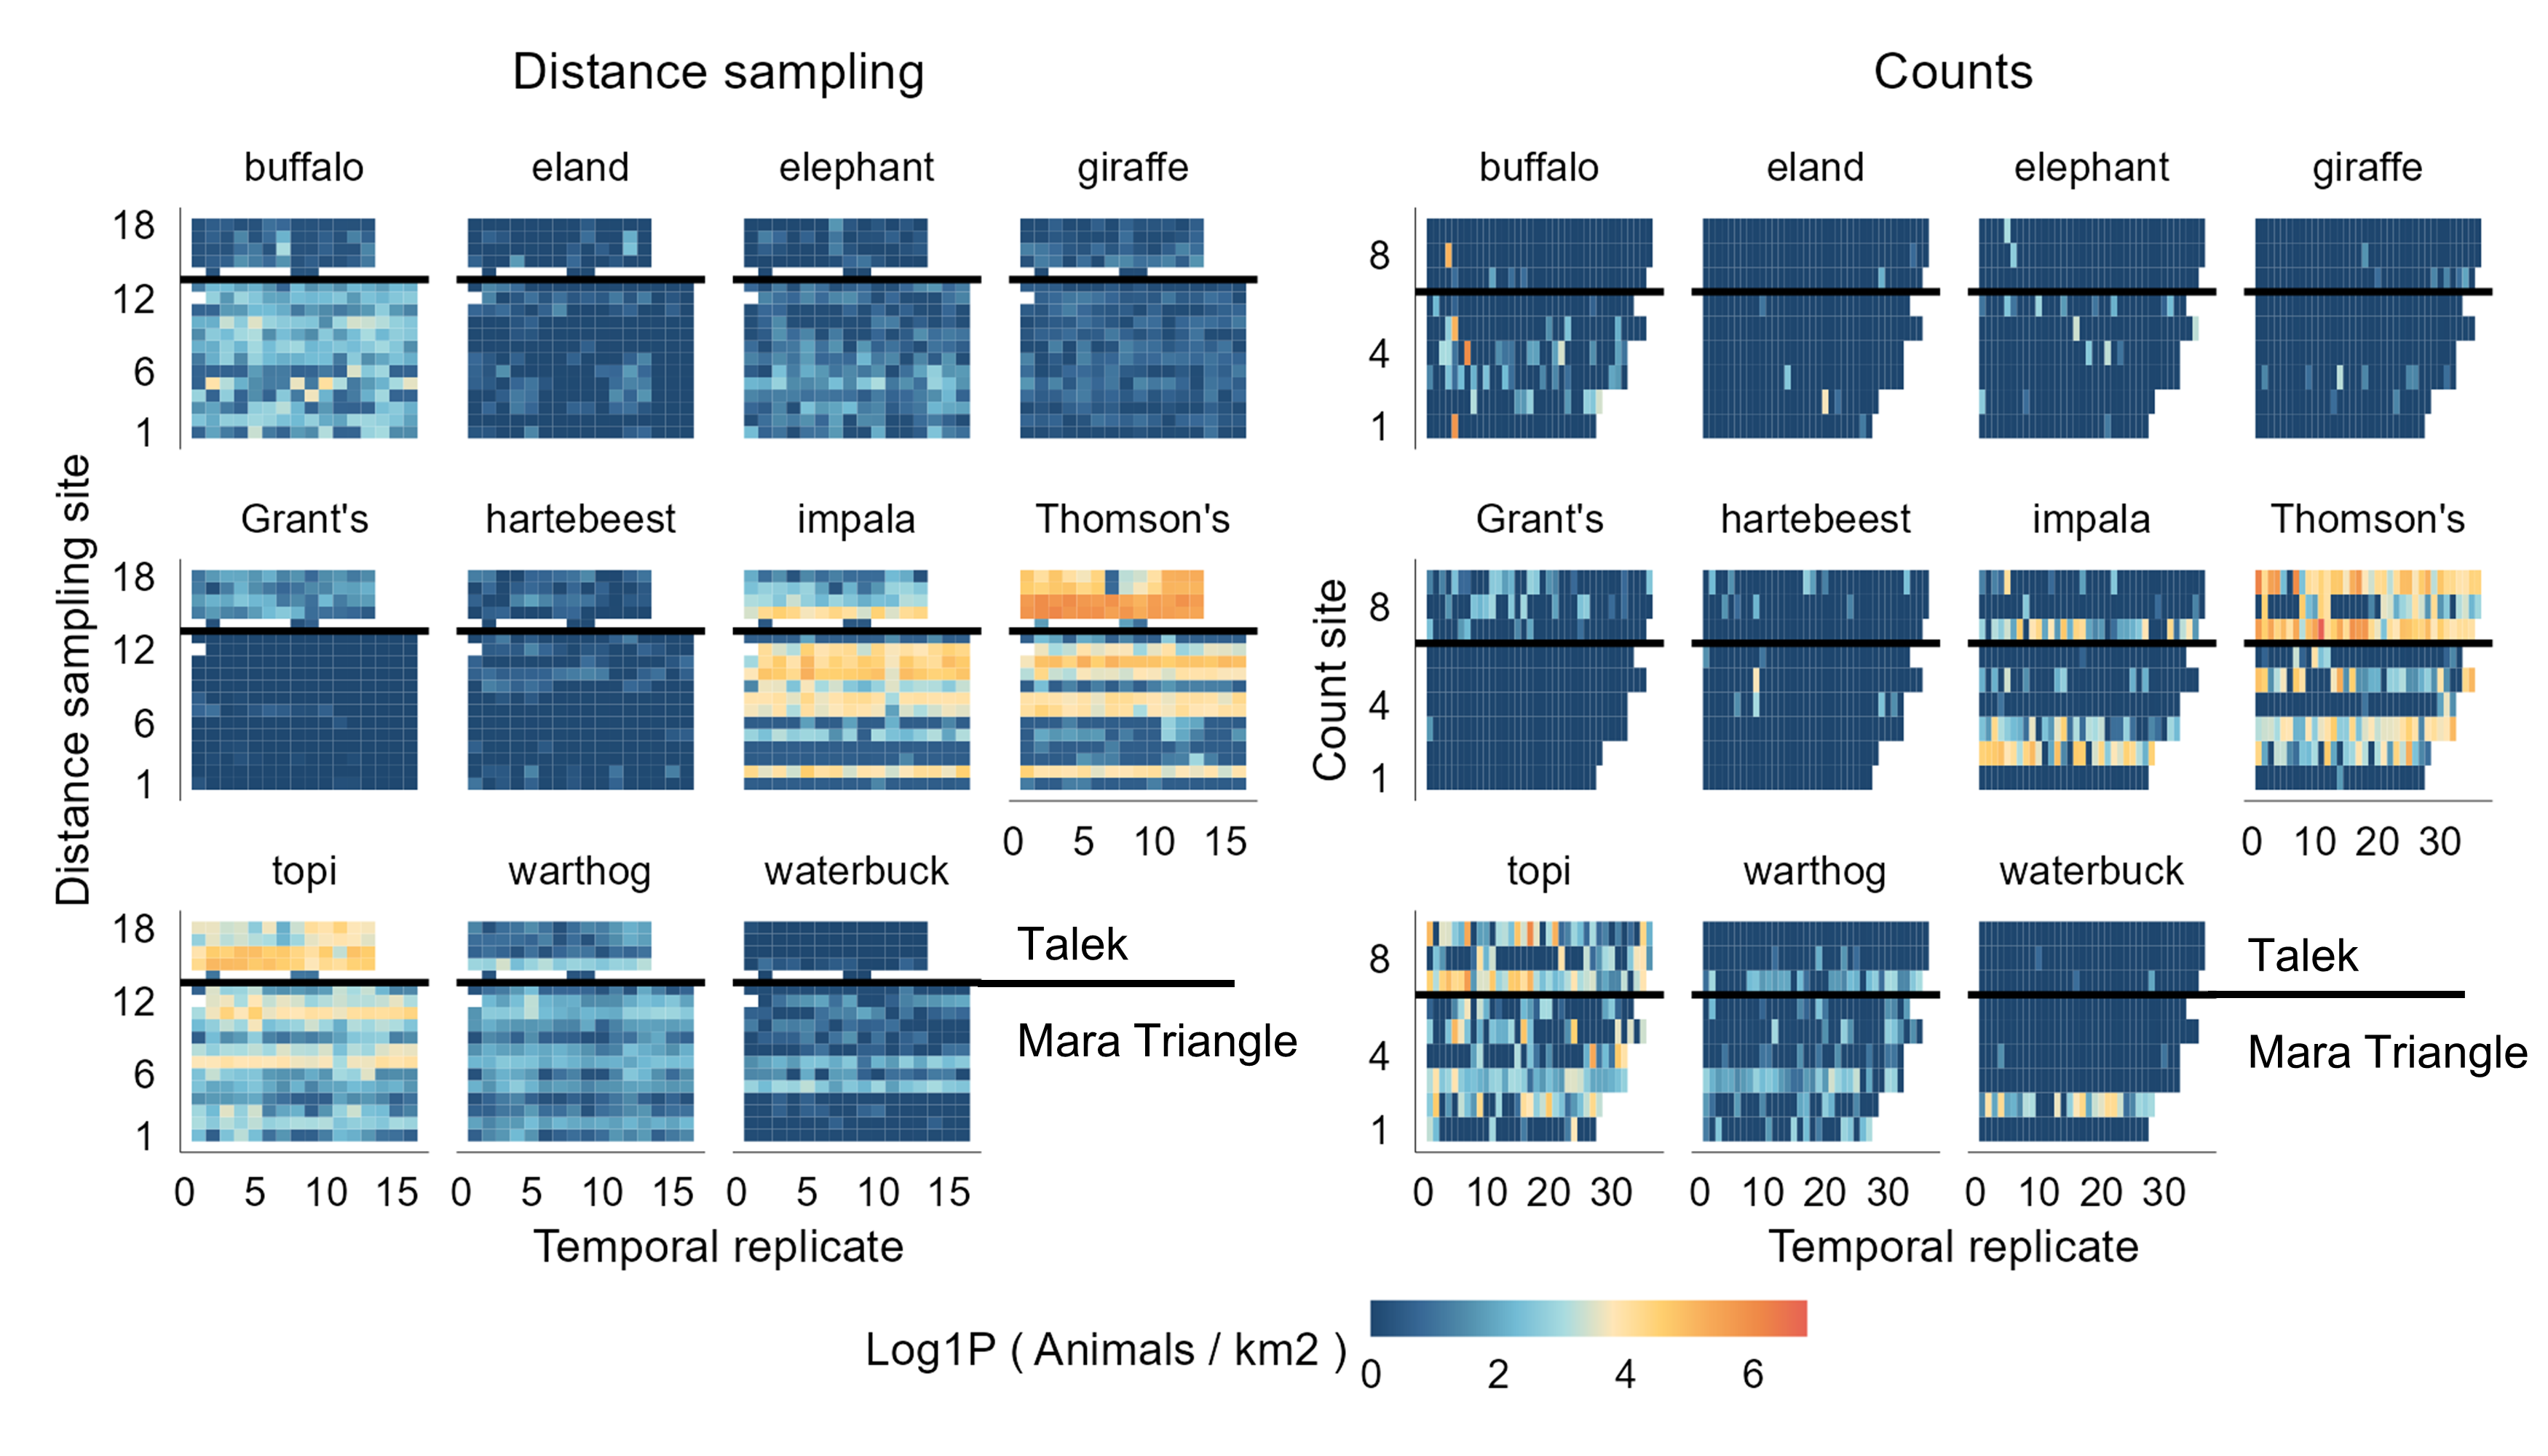 Distance sampling
Counts
buffalo eland elephant giraffe
buffalo eland elephant giraffe
18
12
6
1
8
4
1
Distance sampling site
Count site
Grant's hartebeest impala Thomson's
Grant's hartebeest impala Thomson's
18
12
6
1
8
4
1
0 5 10 15
0 10 20 30
topi warthog waterbuck
topi warthog waterbuck
18
12
6
1
8
4
1
Talek
Mara Triangle
Talek
Mara Triangle
0 5 10 15 0 5 10 15 0 5 10 15
0 10 20 30 0 10 20 30 0 10 20 30
Temporal replicate
Temporal replicate
Log1P ( Animals / km2 )
0 2 4 6